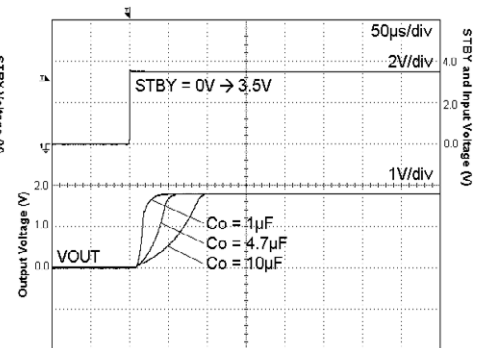 50µs/div
2V/div
STBY = 0V → 3.5V
4.0
2.0
0.0
STBY and Input Voltage (V)
1V/div
2.0
1.0
0.0
Output Voltage (V)
VOUT
Co = 1µF
Co = 4.7µF
Co = 10µF